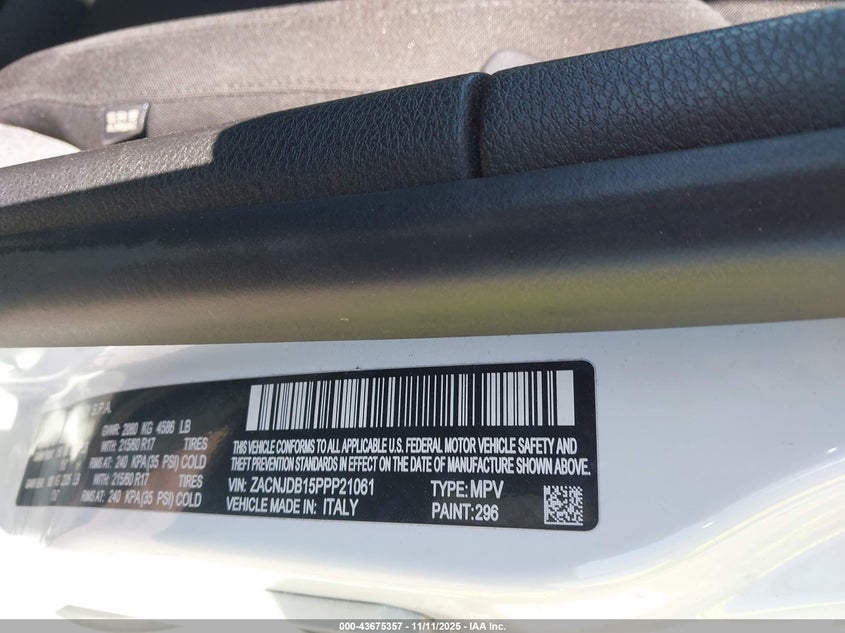 S.P.A.
GVWR: 2080 KG 4586 LB
WITH: 215/60 R17 TIRES
RIMS AT: 240 KPA (35 PSI) COLD
WITH: 215/60 R17 TIRES
RIMS AT: 240 KPA (35 PSI) COLD
THIS VEHICLE CONFORMS TO ALL APPLICABLE U.S. FEDERAL MOTOR VEHICLE SAFETY AND
THEFT PREVENTION STANDARDS IN EFFECT ON THE DATE OF MANUFACTURE SHOWN ABOVE.
VIN: ZACNJDB15PPP21061 TYPE: MPV
VEHICLE MADE IN: ITALY PAINT: 296
000-43675357 - 11/11/2025 - © IAA Inc.